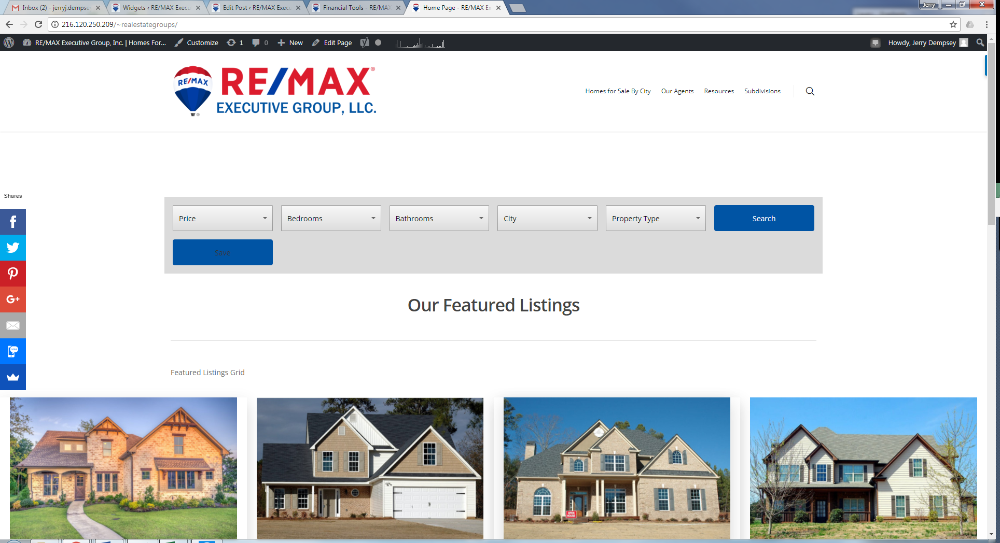 Inbox (2) - jerryj.dempse
Widgets ‹ RE/MAX Execu
Edit Post ‹ RE/MAX Execu
Financial Tools - RE/MAX
Home Page - RE/MAX Ex
Jerry
216.120.250.209/~realestategroups/
RE/MAX Executive Group, Inc. | Homes For...
Customize
1
0
New
Edit Page
Howdy, Jerry Dempsey
RE/MAX
RE/MAX®
EXECUTIVE GROUP, LLC.
Homes for Sale By City
Our Agents
Resources
Subdivisions
Shares
Price
Bedrooms
Bathrooms
City
Property Type
Search
Save
G+
SMS
Our Featured Listings
Featured Listings Grid
OPEN
HOUSE